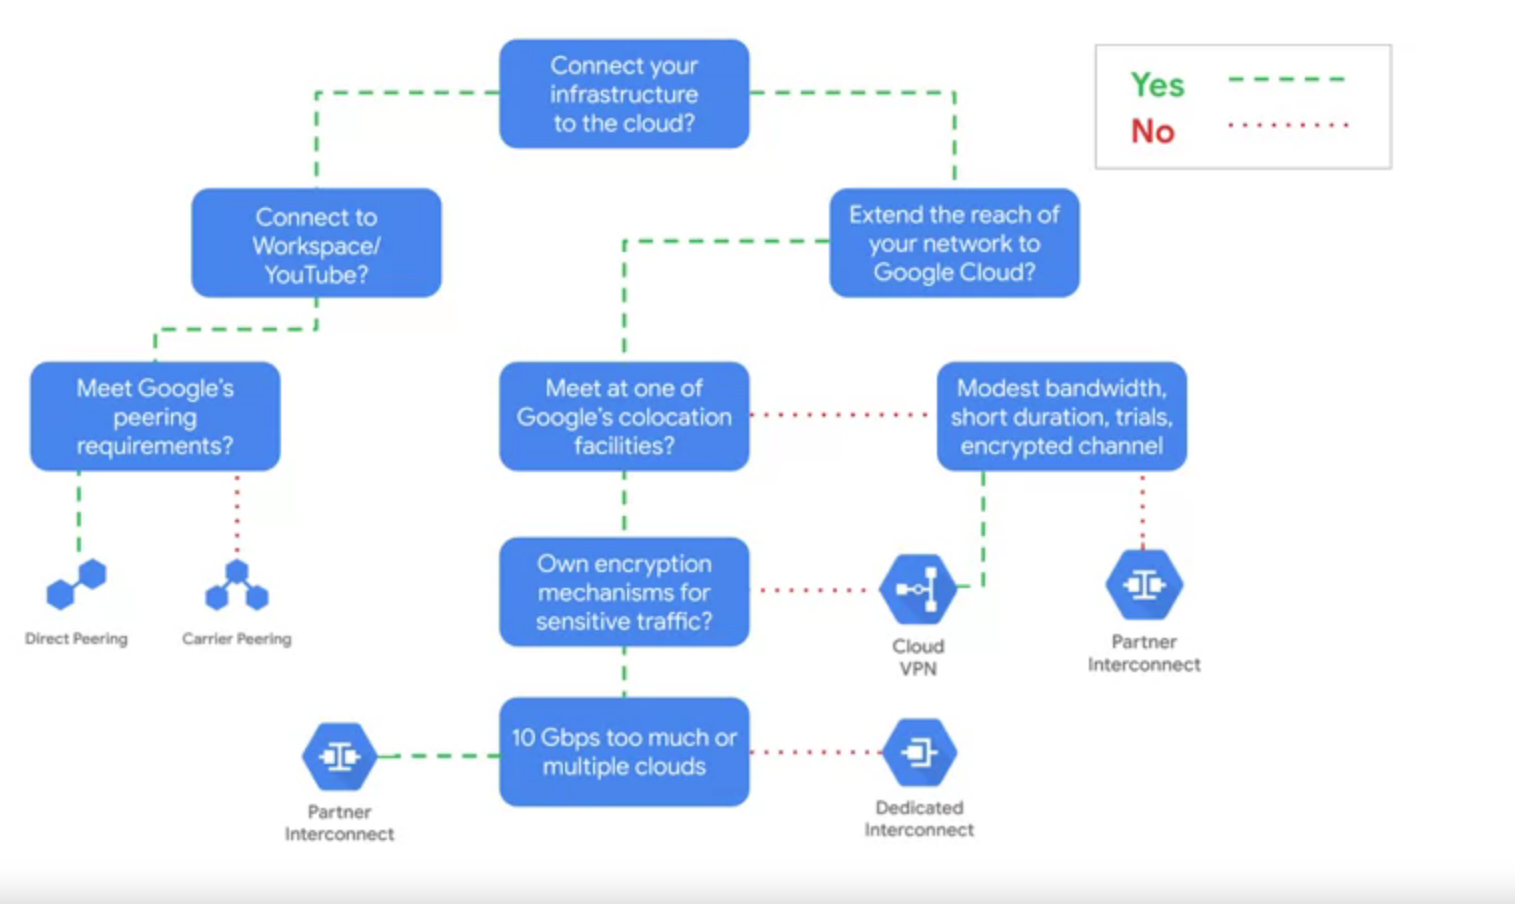 Connect your
infrastructure
to the cloud?
Yes
No
Connect to
Workspace/
YouTube?
Extend the reach of
your network to
Google Cloud?
Meet Google's
peering
requirements?
Meet at one of
Google's colocation
facilities?
Modest bandwidth,
short duration, trials,
encrypted channel
Own encryption
mechanisms for
sensitive traffic?
Direct Peering
Carrier Peering
Cloud
VPN
Partner
Interconnect
10 Gbps too much or
multiple clouds
Partner
Interconnect
Dedicated
Interconnect